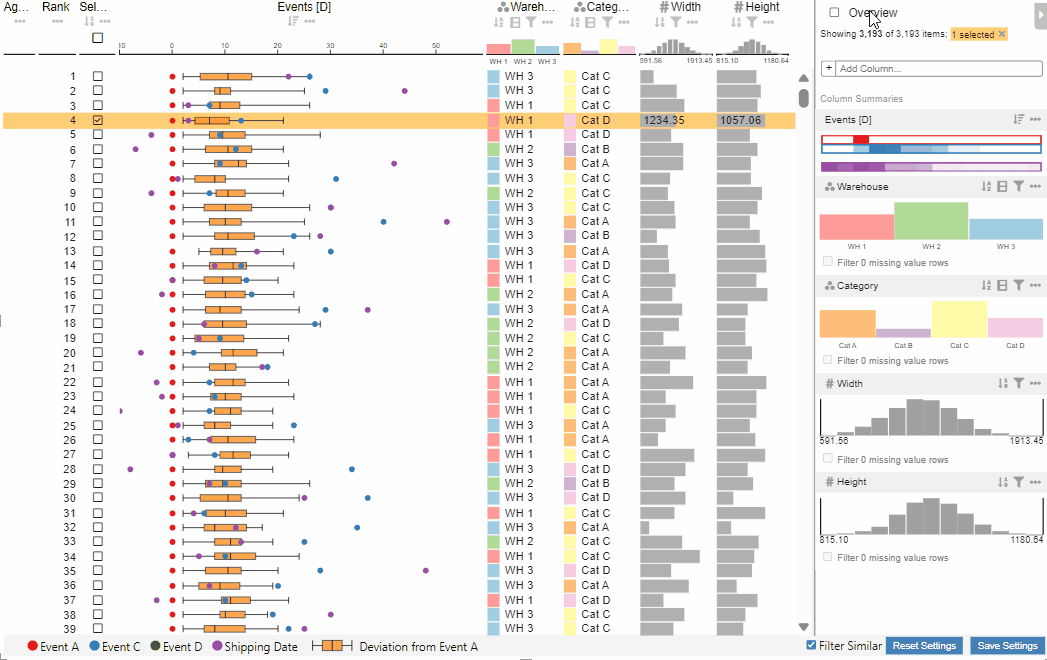 Ag... Rank Sel... Events [D] Wareh... Categ... # Width # Height
Overview
Showing 3,193 of 3,193 items; 1 selected ×
+ Add Column...
Column Summaries
10 0 10 20 30 40 50
WH 1 WH 2 WH 3 591.56 1913.45 815.10 1180.64
1 WH 3 Cat C
2 WH 3 Cat C
3 WH 1 Cat C
4 WH 1 Cat D 1234.35 1057.06
5 WH 1 Cat D
6 WH 2 Cat B
7 WH 3 Cat A
8 WH 3 Cat C
9 WH 2 Cat C
10 WH 3 Cat C
11 WH 3 Cat A
12 WH 3 Cat B
13 WH 3 Cat A
14 WH 1 Cat D
15 WH 1 Cat C
16 WH 2 Cat A
17 WH 3 Cat A
18 WH 2 Cat D
19 WH 2 Cat C
20 WH 2 Cat A
21 WH 2 Cat A
22 WH 1 Cat A
23 WH 1 Cat A
24 WH 1 Cat C
25 WH 3 Cat A
26 WH 1 Cat A
27 WH 1 Cat C
28 WH 3 Cat D
29 WH 2 Cat B
30 WH 3 Cat D
31 WH 1 Cat C
32 WH 3 Cat A
33 WH 2 Cat C
34 WH 1 Cat C
35 WH 3 Cat D
36 WH 3 Cat A
37 WH 1 Cat D
38 WH 3 Cat C
39 WH 3 Cat C
Events [D]
Warehouse
WH 1 WH 2 WH 3
Filter 0 missing value rows
Category
Cat A Cat B Cat C Cat D
Filter 0 missing value rows
# Width
591.56 1913.45
Filter 0 missing value rows
# Height
815.10 1180.64
Filter 0 missing value rows
Event A Event C Event D Shipping Date Deviation from Event A
Filter Similar Reset Settings Save Settings